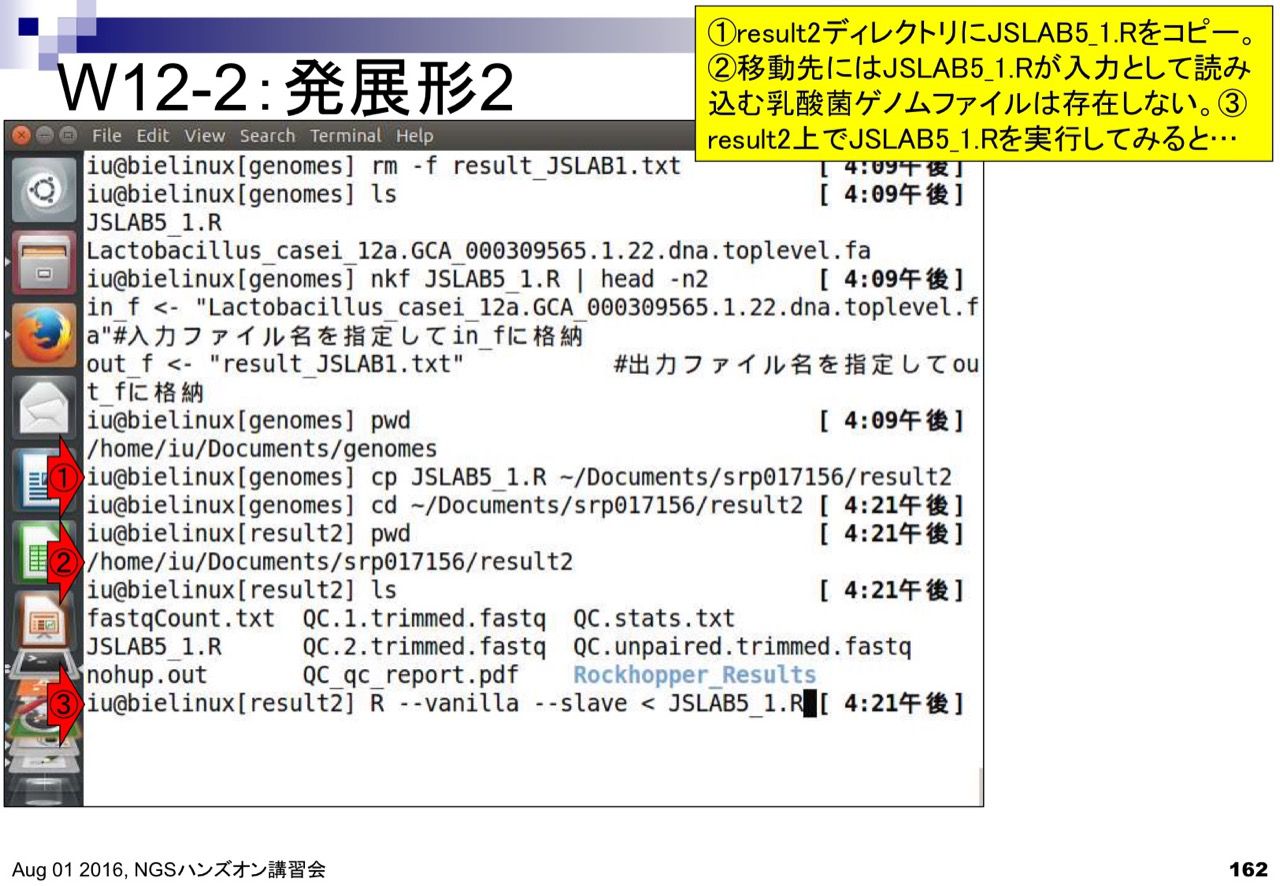 W12-2：発展形2
①result2ディレクトリにJSLAB5_1.Rをコピー。
②移動先にはJSLAB5_1.Rが入力として読み
込む乳酸菌ゲノムファイルは存在しない。③
result2上でJSLAB5_1.Rを実行してみると…
File Edit View Search Terminal Help
iu@bielinux[genomes] rm -f result_JSLAB1.txt [ 4:09午後]
iu@bielinux[genomes] ls [ 4:09午後]
JSLAB5_1.R
Lactobacillus_casei_12a.GCA_000309565.1.22.dna.toplevel.fa
iu@bielinux[genomes] nkf JSLAB5_1.R | head -n2 [ 4:09午後]
in_f <- "Lactobacillus_casei_12a.GCA_000309565.1.22.dna.toplevel.f
a"#入力ファイル名を指定してin_fに格納
out_f <- "result_JSLAB1.txt" #出力ファイル名を指定してou
t_fに格納
iu@bielinux[genomes] pwd [ 4:09午後]
/home/iu/Documents/genomes
① iu@bielinux[genomes] cp JSLAB5_1.R ~/Documents/srp017156/result2
iu@bielinux[genomes] cd ~/Documents/srp017156/result2 [ 4:21午後]
iu@bielinux[result2] pwd [ 4:21午後]
② /home/iu/Documents/srp017156/result2
iu@bielinux[result2] ls [ 4:21午後]
fastqCount.txt QC.1.trimmed.fastq QC.stats.txt
JSLAB5_1.R QC.2.trimmed.fastq QC.unpaired.trimmed.fastq
nohup.out QC_qc_report.pdf Rockhopper_Results
③ iu@bielinux[result2] R --vanilla --slave < JSLAB5_1.R [ 4:21午後]
Aug 01 2016, NGSハンズオン講習会
162